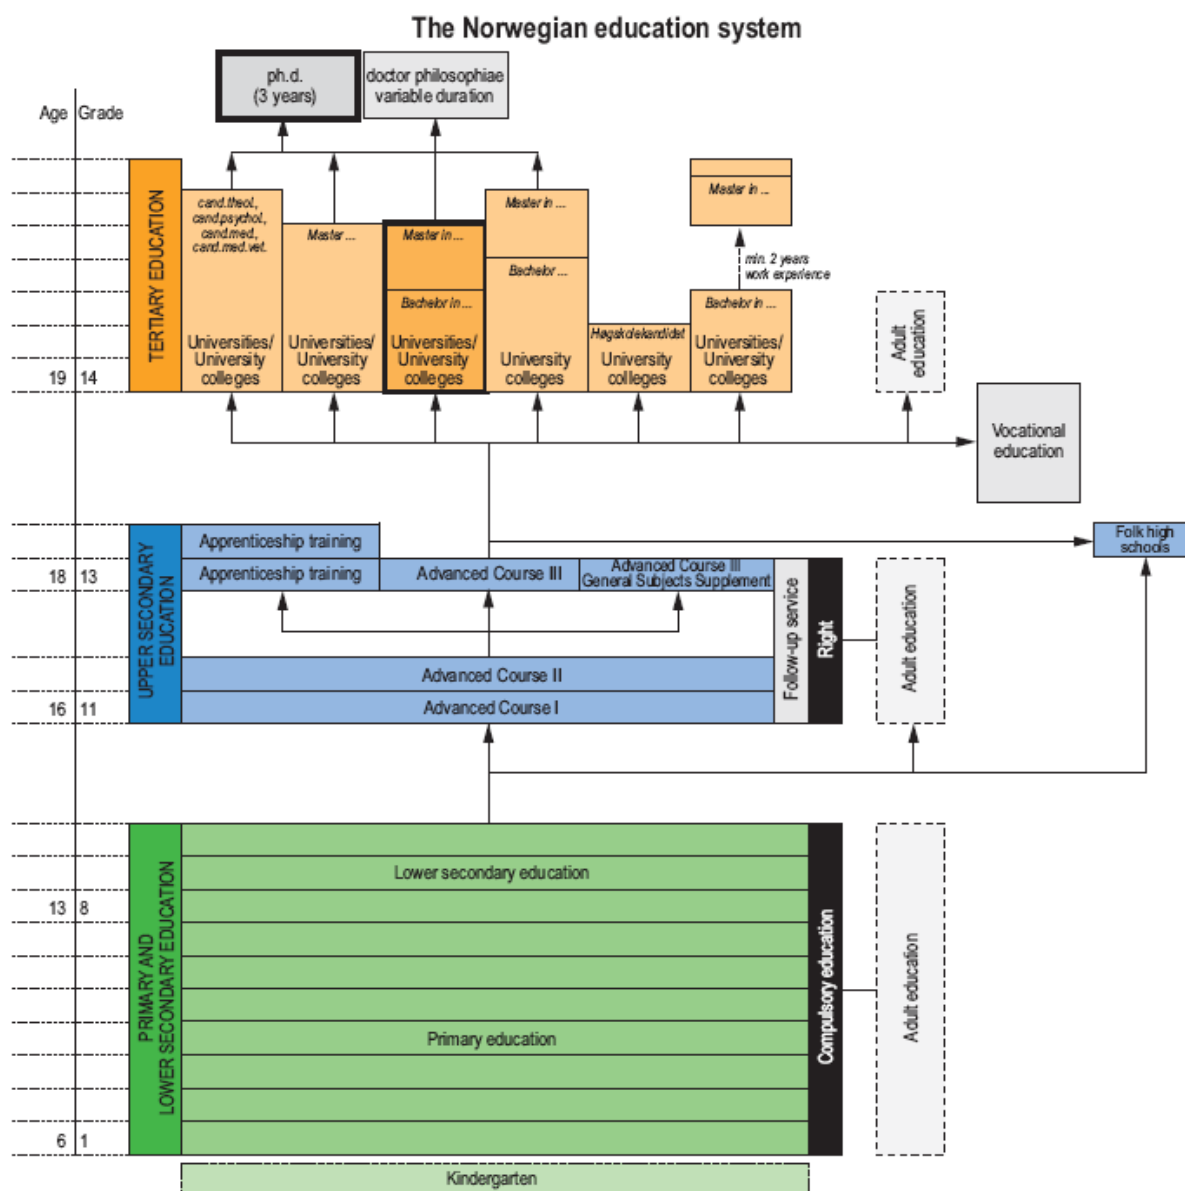 The Norwegian education system
ph.d.
(3 years)
doctor philosophiae
variable duration
Age Grade
TERTIARY EDUCATION
cand.theol.,
cand.psychol.,
cand.med.,
cand.med.vet.
Universities/
University
colleges
Master ...
Universities/
University
colleges
Master in ...
Bachelor in ...
Universities/
University
colleges
Master in ...
Bachelor ...
University
colleges
Høgskolekandidat
University
colleges
Master in ...
min. 2 years
work experience
Bachelor in ...
Universities/
University
colleges
Adult
education
19 14
Vocational
education
UPPER SECONDARY
EDUCATION
Apprenticeship training
Folk high
schools
18 13
Apprenticeship training
Advanced Course III
Advanced Course III
General Subjects Supplement
Follow-up service
Right
Adult education
Advanced Course II
16 11
Advanced Course I
PRIMARY AND
LOWER SECONDARY EDUCATION
Lower secondary education
13 8
Compulsory education
Adult education
Primary education
6 1
Kindergarten